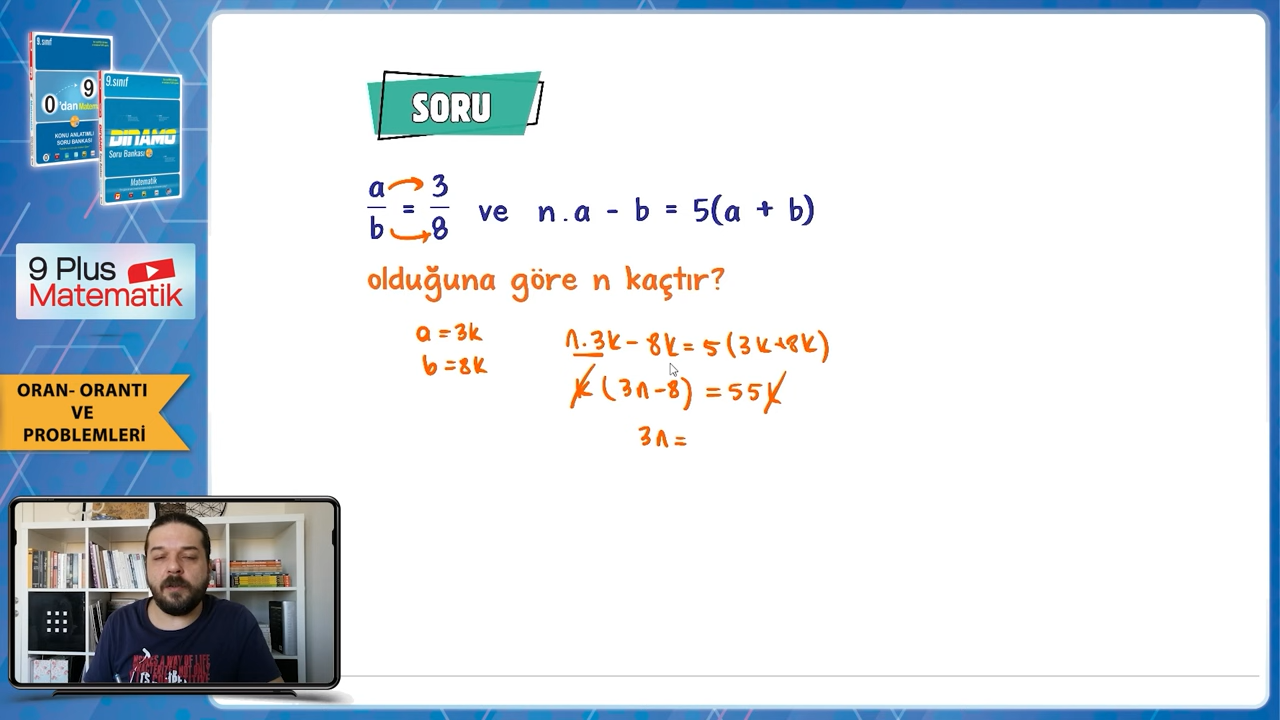 9.sınıf
0'dan 9
KONU ANLATIMLI
SORU BANKASI
9.sınıf
DİNAMO
Soru Bankası
Matematik
9 Plus
Matematik
ORAN- ORANTI
VE
PROBLEMLERİ
SORU
a/b = 3/8 ve n.a - b = 5(a + b)
olduğuna göre n kaçtır?
a = 3k
b = 8k
n.3k - 8k = 5(3k+8k)
k(3n-8) = 55k
3n =